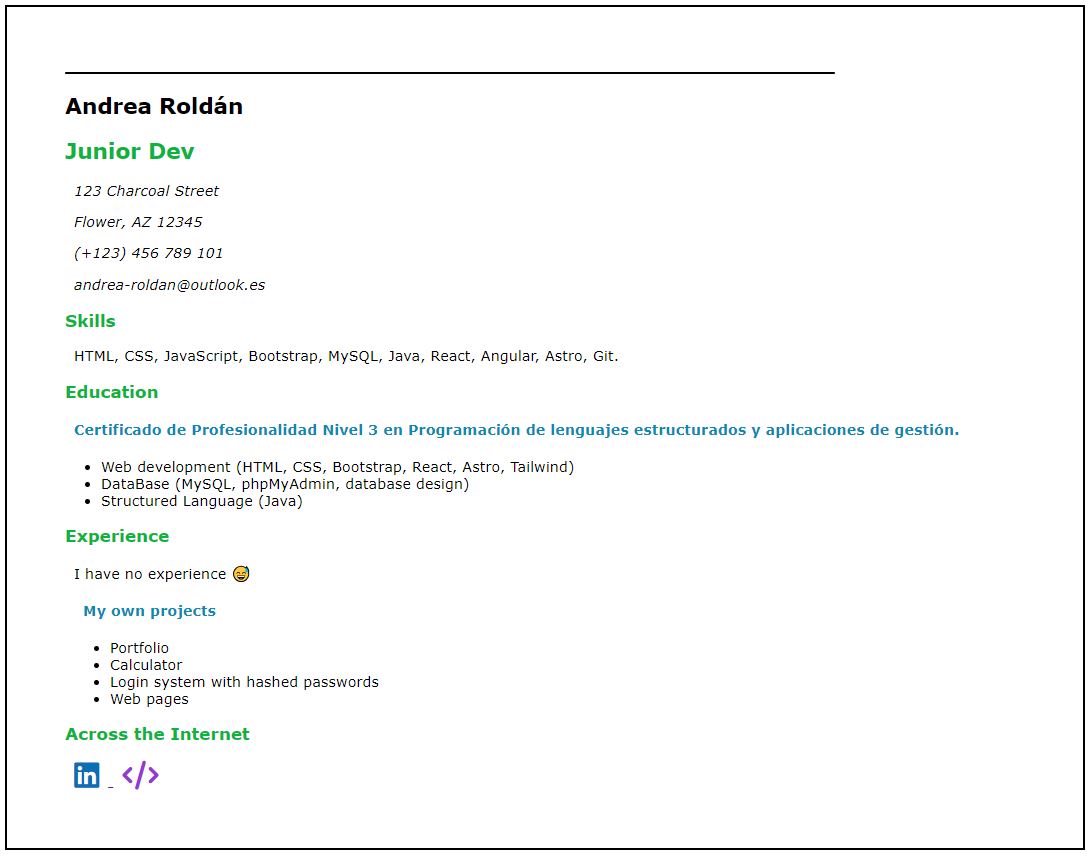 Andrea Roldán
Junior Dev
123 Charcoal Street
Flower, AZ 12345
(+123) 456 789 101
andrea-roldan@outlook.es
Skills
HTML, CSS, JavaScript, Bootstrap, MySQL, Java, React, Angular, Astro, Git.
Education
Certificado de Profesionalidad Nivel 3 en Programación de lenguajes estructurados y aplicaciones de gestión.
• Web development (HTML, CSS, Bootstrap, React, Astro, Tailwind)
• DataBase (MySQL, phpMyAdmin, database design)
• Structured Language (Java)
Experience
I have no experience 😅
My own projects
• Portfolio
• Calculator
• Login system with hashed passwords
• Web pages
Across the Internet
in </>